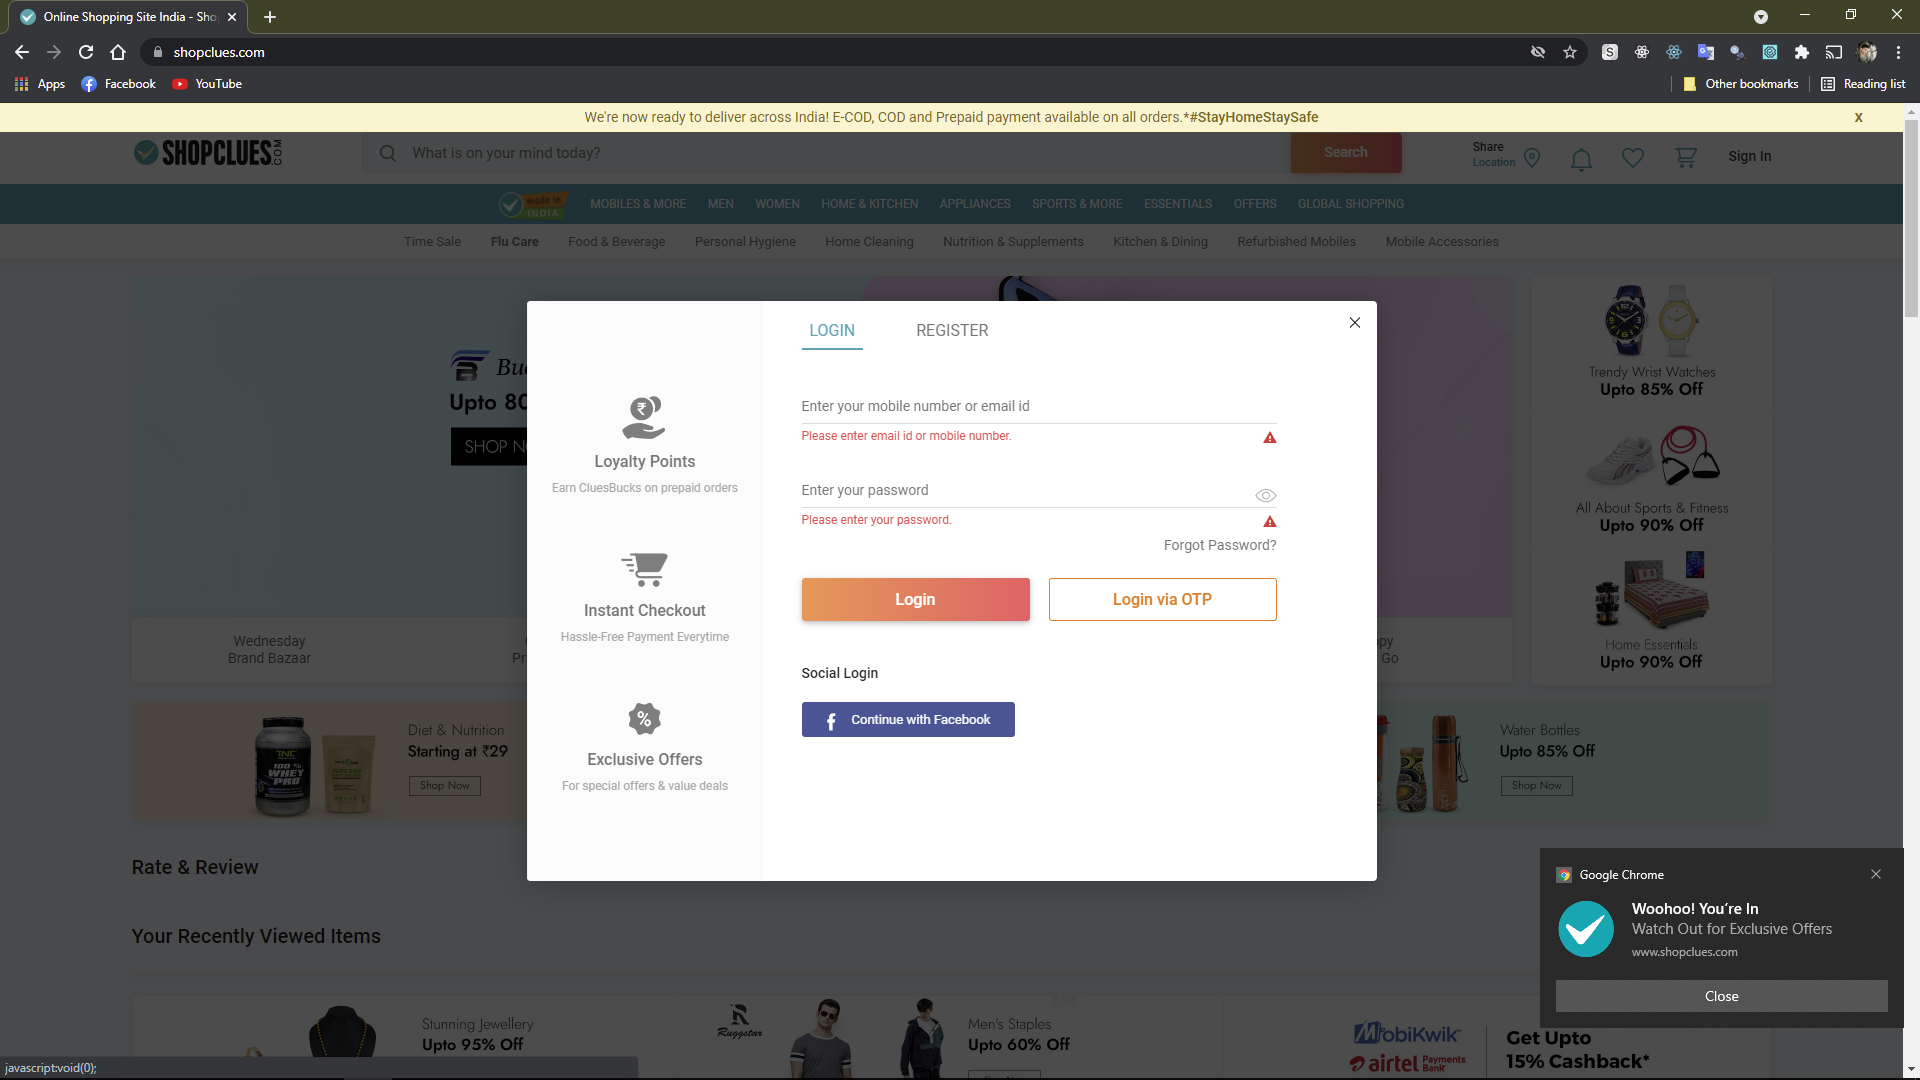 Online Shopping Site India - Sho
shopclues.com
Apps
Facebook
YouTube
Other bookmarks
Reading list
We're now ready to deliver across India! E-COD, COD and Prepaid payment available on all orders.*#StayHomeStaySafe
X
SHOPCLUES.COM
What is on your mind today?
Search
Share
Location
Sign In
made in
INDIA
MOBILES & MORE
MEN
WOMEN
HOME & KITCHEN
APPLIANCES
SPORTS & MORE
ESSENTIALS
OFFERS
GLOBAL SHOPPING
Time Sale
Flu Care
Food & Beverage
Personal Hygiene
Home Cleaning
Nutrition & Supplements
Kitchen & Dining
Refurbished Mobiles
Mobile Accessories
Upto 80
SHOP
LOGIN
REGISTER
Enter your mobile number or email id
Please enter email id or mobile number.
Enter your password
Please enter your password.
Forgot Password?
Login
Login via OTP
Social Login
Continue with Facebook
Loyalty Points
Earn CluesBucks on prepaid orders
Instant Checkout
Hassle-Free Payment Everytime
Exclusive Offers
For special offers & value deals
Trendy Wrist Watches
Upto 85% Off
All About Sports & Fitness
Upto 90% Off
Home Essentials
Upto 90% Off
Wednesday
Brand Bazaar
Go
Diet & Nutrition
Starting at ₹29
Shop Now
TNC
100 %
WHEY
PRO
Water Bottles
Upto 85% Off
Shop Now
Rate & Review
Your Recently Viewed Items
Stunning Jewellery
Upto 95% Off
Ruggstar
Men's Staples
Upto 60% Off
MobiKwik
airtel Payments Bank
Get Upto
15% Cashback*
Google Chrome
Woohoo! You're In
Watch Out for Exclusive Offers
www.shopclues.com
Close
javascript:void(0);